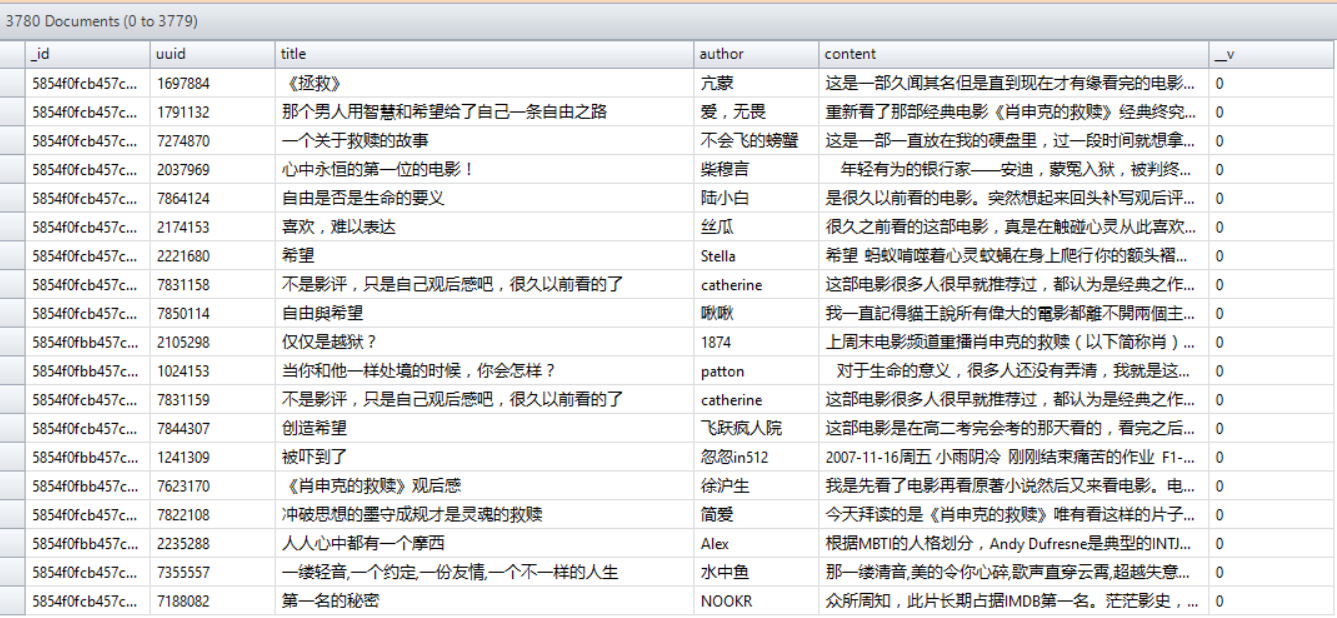 3780 Documents (0 to 3779)
_id uuid title author content __v
5854f0fcb457c... 1697884 《拯救》 亢蒙 这是一部久闻其名但是直到现在才有缘看完的电影... 0
5854f0fcb457c... 1791132 那个男人用智慧和希望给了自己一条自由之路 爱，无畏 重新看了那部经典电影《肖申克的救赎》经典终究... 0
5854f0fcb457c... 7274870 一个关于救赎的故事 不会飞的螃蟹 这是一部一直放在我的硬盘里，过一段时间就想拿... 0
5854f0fcb457c... 2037969 心中永恒的第一位的电影！ 柴穆言 年轻有为的银行家——安迪，蒙冤入狱，被判终... 0
5854f0fcb457c... 7864124 自由是否是生命的要义 陆小白 是很久以前看的电影。突然想起来回头补写观后评... 0
5854f0fcb457c... 2174153 喜欢，难以表达 丝瓜 很久之前看的这部电影，真是在触碰心灵从此喜欢... 0
5854f0fcb457c... 2221680 希望 Stella 希望 蚂蚁啃噬着心灵蚊蝇在身上爬行你的额头褶... 0
5854f0fcb457c... 7831158 不是影评，只是自己观后感吧，很久以前看的了 catherine 这部电影很多人很早就推荐过，都认为是经典之作... 0
5854f0fcb457c... 7850114 自由與希望 啾啾 我一直記得貓王說所有偉大的電影都離不開兩個主... 0
5854f0fbb457c... 2105298 仅仅是越狱？ 1874 上周末电影频道重播肖申克的救赎（以下简称肖）... 0
5854f0fbb457c... 1024153 当你和他一样处境的时候，你会怎样？ patton 对于生命的意义，很多人还没有弄清，我就是这... 0
5854f0fcb457c... 7831159 不是影评，只是自己观后感吧，很久以前看的了 catherine 这部电影很多人很早就推荐过，都认为是经典之作... 0
5854f0fcb457c... 7844307 创造希望 飞跃疯人院 这部电影是在高二考完会考的那天看的，看完之后... 0
5854f0fbb457c... 1241309 被吓到了 忽忽in512 2007-11-16周五 小雨阴冷 刚刚结束痛苦的作业 F1-... 0
5854f0fbb457c... 7623170 《肖申克的救赎》观后感 徐沪生 我是先看了电影再看原著小说然后又来看电影。电... 0
5854f0fcb457c... 7822108 冲破思想的墨守成规才是灵魂的救赎 简爱 今天拜读的是《肖申克的救赎》唯有看这样的片子... 0
5854f0fbb457c... 2235288 人人心中都有一个摩西 Alex 根据MBTI的人格划分，Andy Dufresne是典型的INTJ... 0
5854f0fcb457c... 7355557 一缕轻音,一个约定,一份友情,一个不一样的人生 水中鱼 那一缕清音,美的令你心碎,歌声直穿云霄,超越失意... 0
5854f0fcb457c... 7188082 第一名的秘密 NOOKR 众所周知，此片长期占据IMDB第一名。茫茫影史，... 0